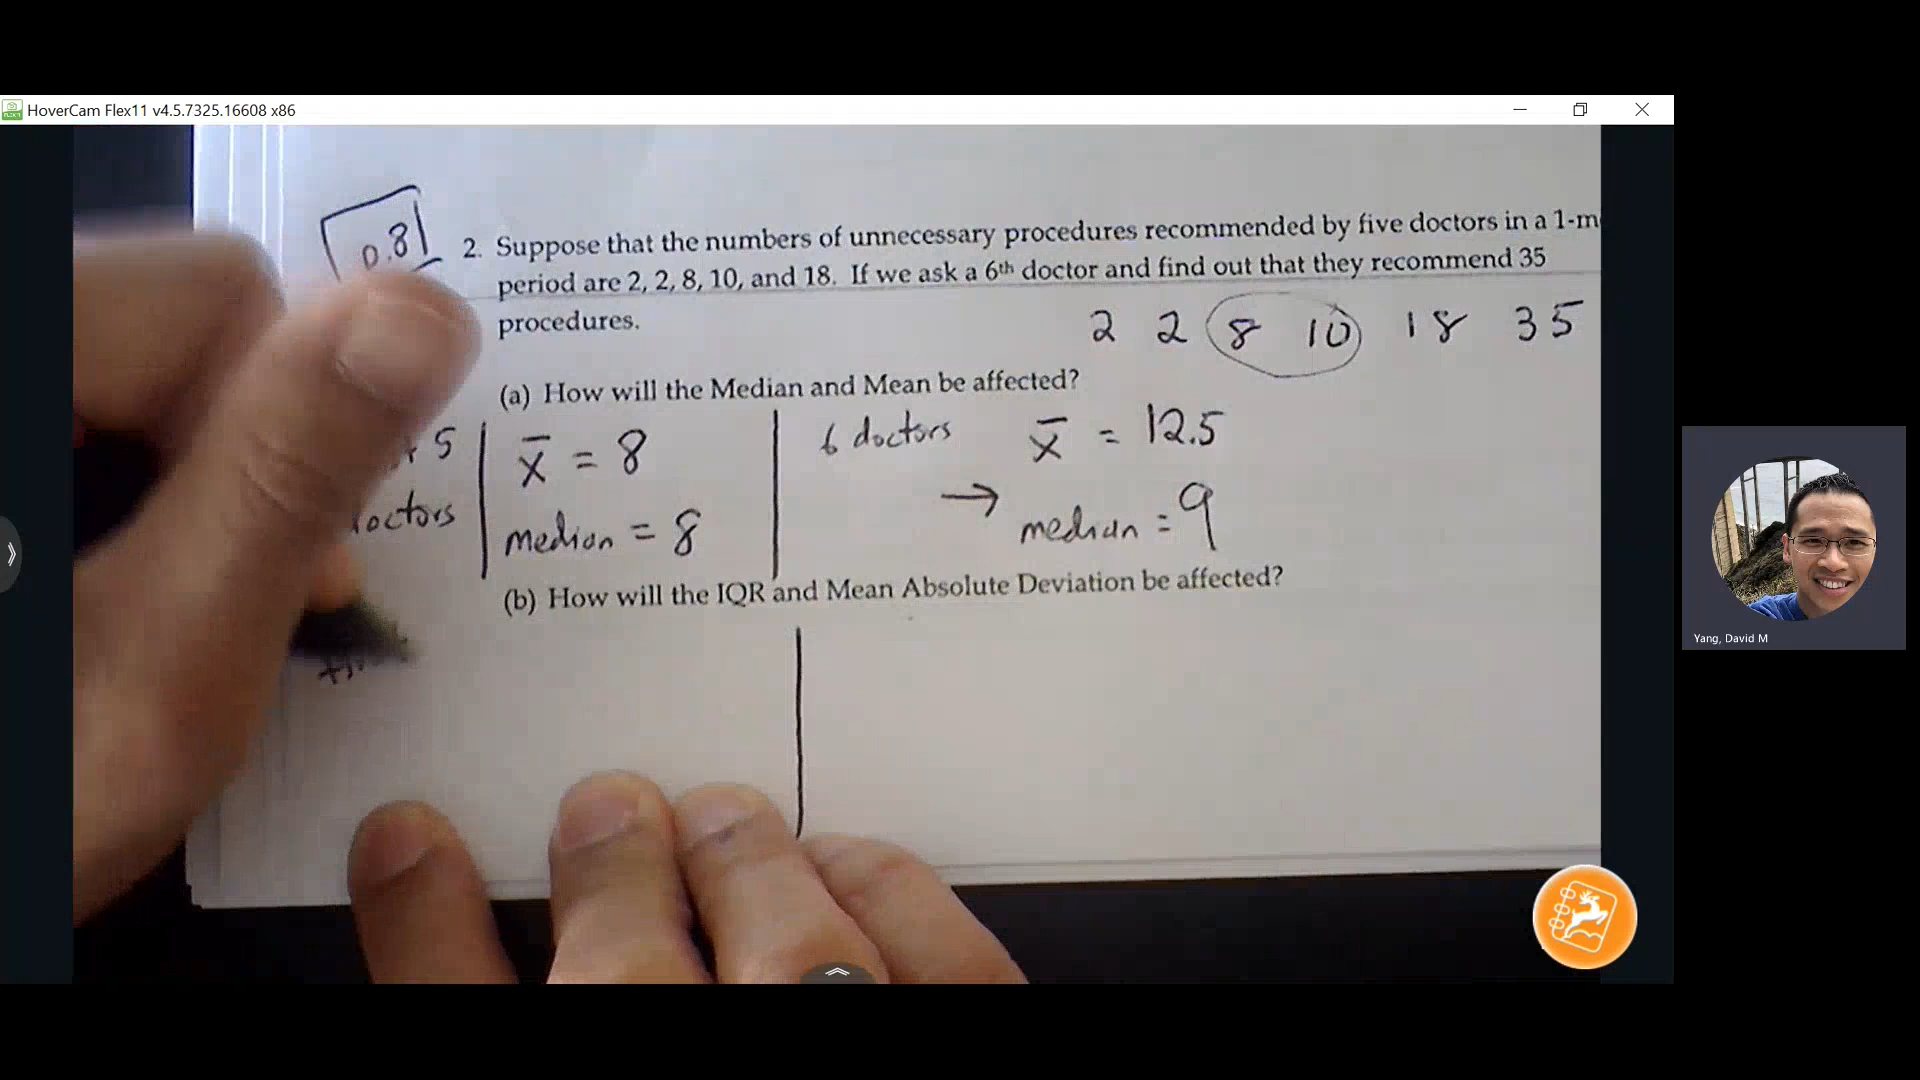 HoverCam Flex11 v4.5.7325.16608 x86
0.8
2. Suppose that the numbers of unnecessary procedures recommended by five doctors in a 1-m
period are 2, 2, 8, 10, and 18. If we ask a 6th doctor and find out that they recommend 35
procedures.
2 2 8 10 18 35
(a) How will the Median and Mean be affected?
5
x̄ = 8
6 doctors
x̄ = 12.5
octors
median = 8
→ median = 9
(b) How will the IQR and Mean Absolute Deviation be affected?
Yang, David M